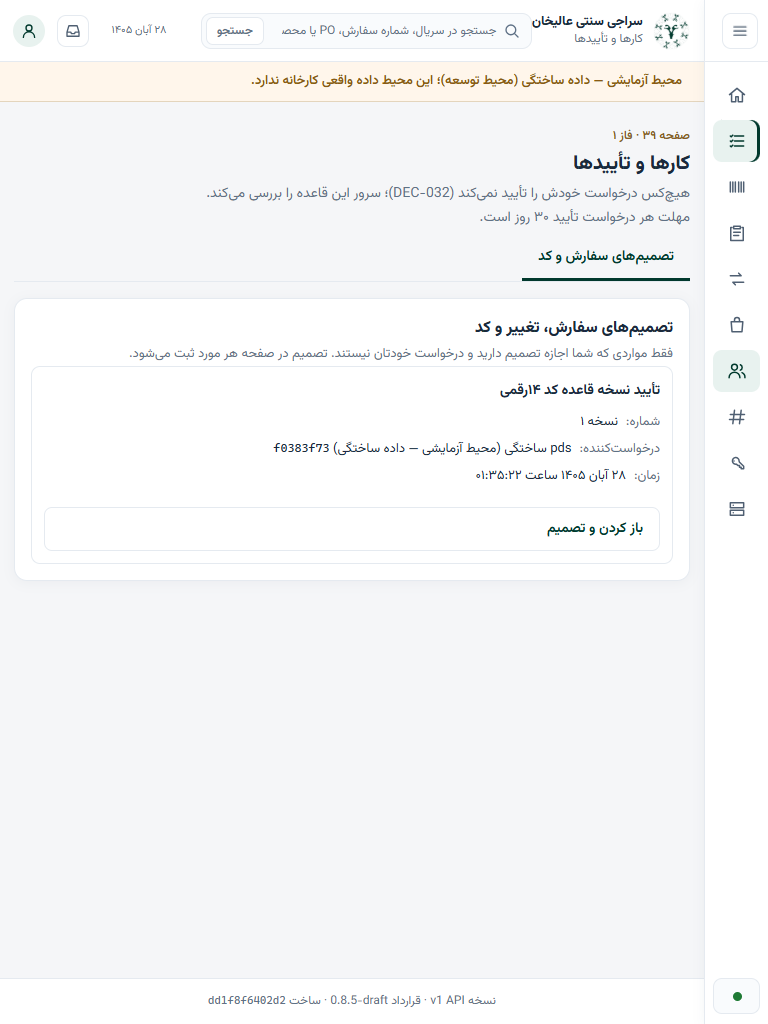 سراجی سنتی عالیخان
کارها و تأییدها
جستجو در سریال، شماره سفارش، PO یا محصـ
جستجو
۲۸ آبان ۱۴۰۵
محیط آزمایشی — داده ساختگی (محیط توسعه)؛ این محیط داده واقعی کارخانه ندارد.
صفحه ۳۹ · فاز ۱
کارها و تأییدها
هیچ‌کس درخواست خودش را تأیید نمی‌کند (DEC-032)؛ سرور این قاعده را بررسی می‌کند.
مهلت هر درخواست تأیید ۳۰ روز است.
تصمیم‌های سفارش و کد
تصمیم‌های سفارش، تغییر و کد
فقط مواردی که شما اجازه تصمیم دارید و درخواست خودتان نیستند. تصمیم در صفحه هر مورد ثبت می‌شود.
تأیید نسخه قاعده کد ۱۴رقمی
شماره: نسخه ۱
درخواست‌کننده: pds ساختگی (محیط آزمایشی — داده ساختگی) f0383f73
زمان: ۲۸ آبان ۱۴۰۵ ساعت ۰۱:۳۵:۲۲
باز کردن و تصمیم
نسخه v1 API · قرارداد 0.8.5-draft · ساخت dd1f8f6402d2